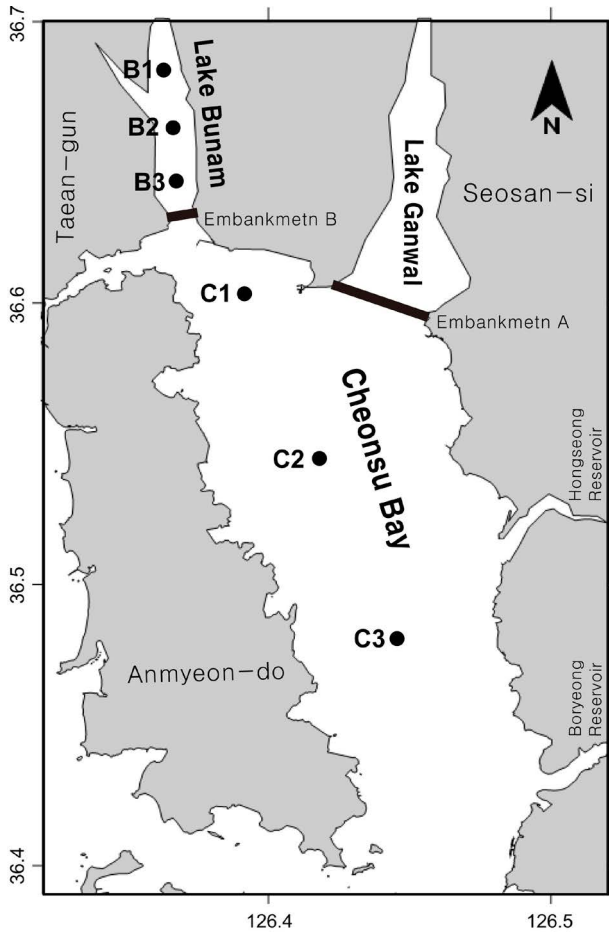 36.7
36.6
36.5
36.4
126.4
126.5
N
B1
B2
B3
Lake Bunam
Taean-gun
Embankmetn B
Lake Ganwal
Seosan-si
Embankmetn A
C1
C2
C3
Cheonsu Bay
Hongseong
Reservoir
Anmyeon-do
Boryeong
Reservoir